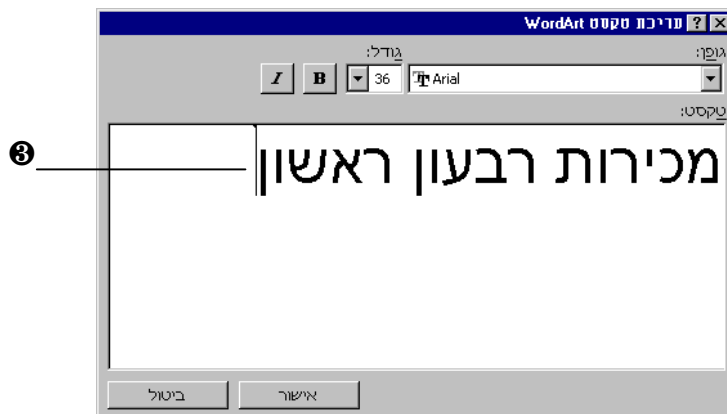 עריכת טקסט WordArt
גופן: גודל:
Arial 36 B I
טקסט:
מכירות רבעון ראשון
❸
אישור ביטול